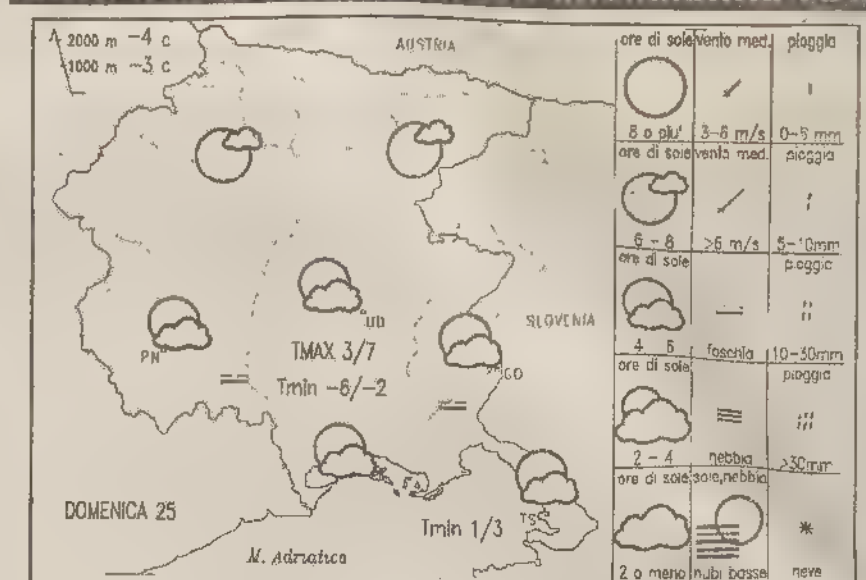 2000 m -4 c
1000 m -3 c
AUSTRIA
SLOVENIA
UD
PN
GO
TMAX 3/7
Tmin -6/-2
TS
Tmin 1/3
DOMENICA 25
M. Adriatico
ore di sole vento med. pioggia
8 o piu' 3-6 m/s 0-5 mm
ore di sole vento med. pioggia
6 - 8 >6 m/s 5-10mm
ore di sole pioggia
4 - 6 foschia 10-30mm
ore di sole pioggia
2 - 4 nebbia >30mm
ore di sole sole,nebbia
2 o meno nubi basse neve